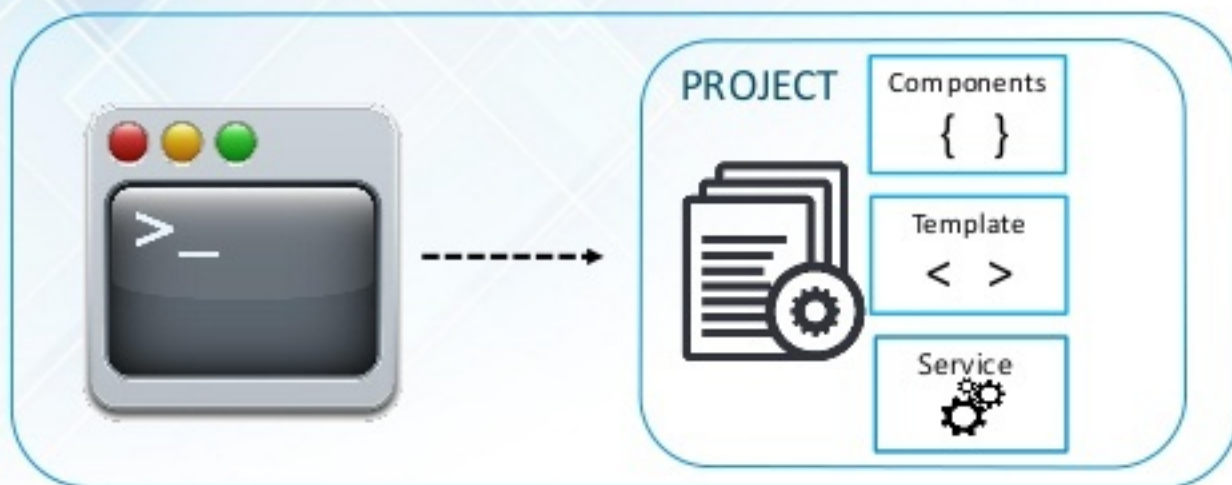 >_
PROJECT
Components
{ }
Template
< >
Service